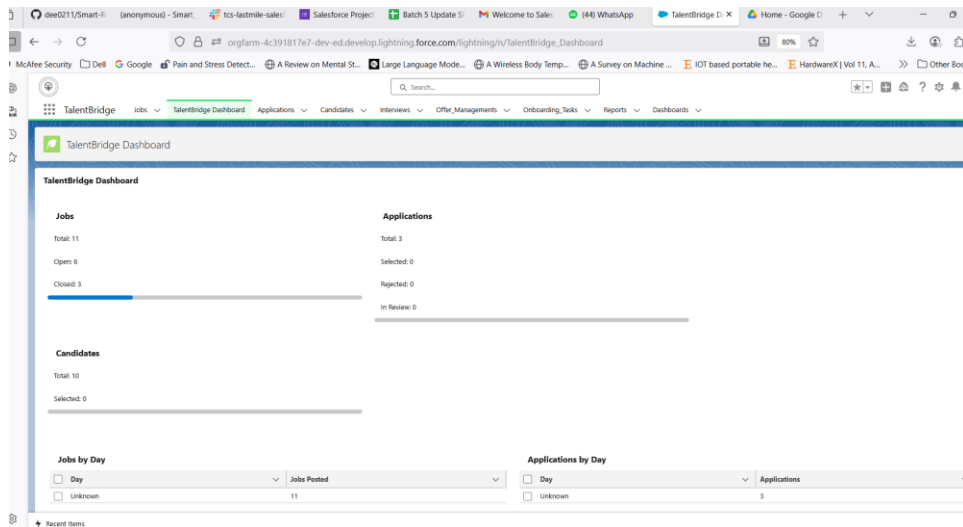 dee0211/Smart-R (anonymous) - Smart_ tcs-lastmile-sales Salesforce Project Batch 5 Update S M Welcome to Sales (44) WhatsApp TalentBridge D × Home - Google D
orgfarm-4c391817e7-dev-ed.develop.lightning.force.com/lightning/n/TalentBridge_Dashboard 80%
McAfee Security Dell Google Pain and Stress Detect... A Review on Mental St... Large Language Mode... A Wireless Body Temp... A Survey on Machine ... IOT based portable he... HardwareX | Vol 11, A... Other Boo
Search...
TalentBridge Jobs TalentBridge Dashboard Applications Candidates Interviews Offer_Managements Onboarding_Tasks Reports Dashboards
TalentBridge Dashboard
TalentBridge Dashboard
Jobs
Total: 11
Open: 6
Closed: 3
Applications
Total: 3
Selected: 0
Rejected: 0
In Review: 0
Candidates
Total: 10
Selected: 0
Jobs by Day
Day Jobs Posted
Unknown 11
Applications by Day
Day Applications
Unknown 3
Recent Items